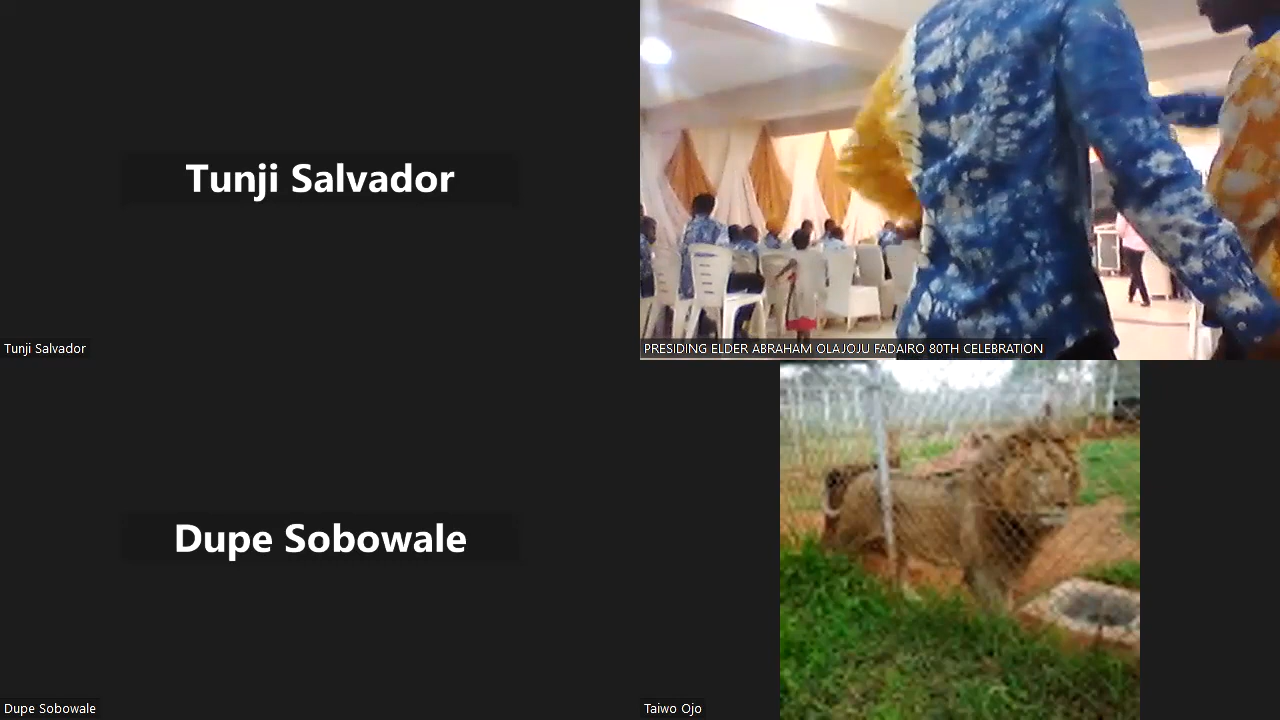 Tunji Salvador
Tunji Salvador
PRESIDING ELDER ABRAHAM OLAJOJU FADAIRO 80TH CELEBRATION
Dupe Sobowale
Dupe Sobowale
Taiwo Ojo